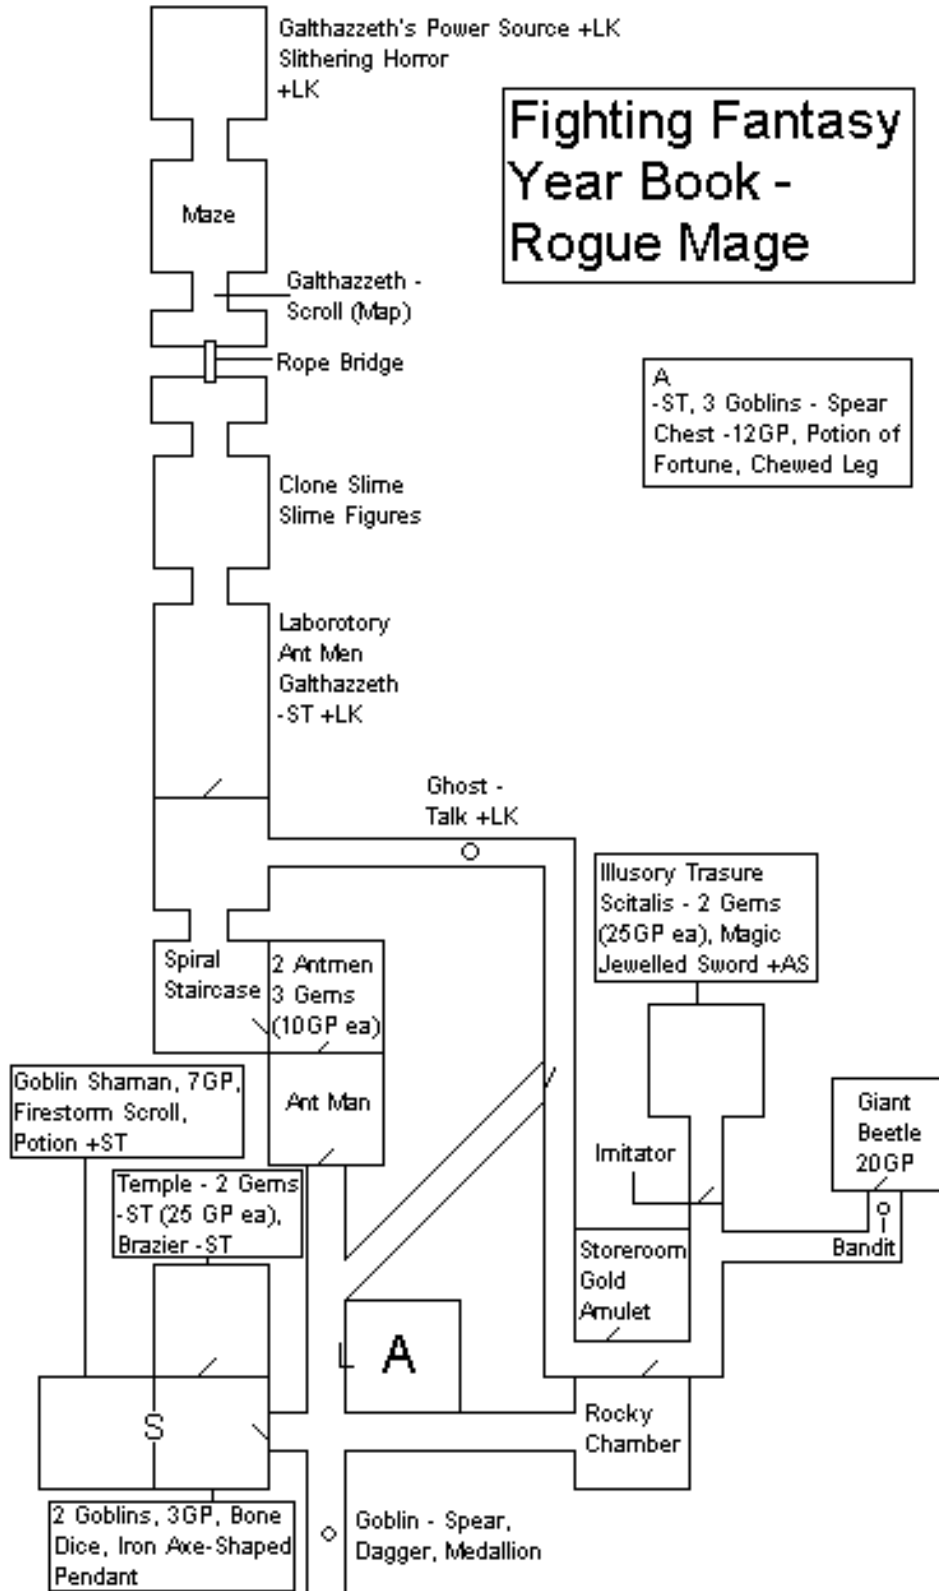 Galthazzeth's Power Source +LK
Slithering Horror
+LK
Fighting Fantasy
Year Book -
Rogue Mage
Maze
Galthazzeth -
Scroll (Map)
Rope Bridge
A
-ST, 3 Goblins - Spear
Chest -12GP, Potion of
Fortune, Chewed Leg
Clone Slime
Slime Figures
Laborotory
Ant Men
Galthazzeth
-ST +LK
Ghost -
Talk +LK
Illusory Trasure
Scitalis - 2 Gems
(25GP ea), Magic
Jewelled Sword +AS
Spiral
Staircase
2 Antmen
3 Gems
(10GP ea)
Goblin Shaman, 7GP,
Firestorm Scroll,
Potion +ST
Ant Man
Giant
Beetle
20GP
Imitator
Temple - 2 Gems
-ST (25 GP ea),
Brazier -ST
Bandit
Storeroom
Gold
Amulet
A
S
Rocky
Chamber
2 Goblins, 3GP, Bone
Dice, Iron Axe-Shaped
Pendant
Goblin - Spear,
Dagger, Medallion